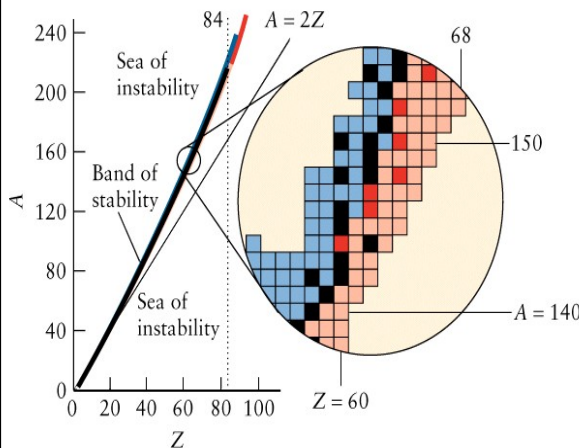 84
A = 2Z
68
240
Sea of
instability
200
150
160
Band of
stability
A
120
80
Sea of
instability
A = 140
40
0
0 20 40 60 80 100
Z = 60
Z